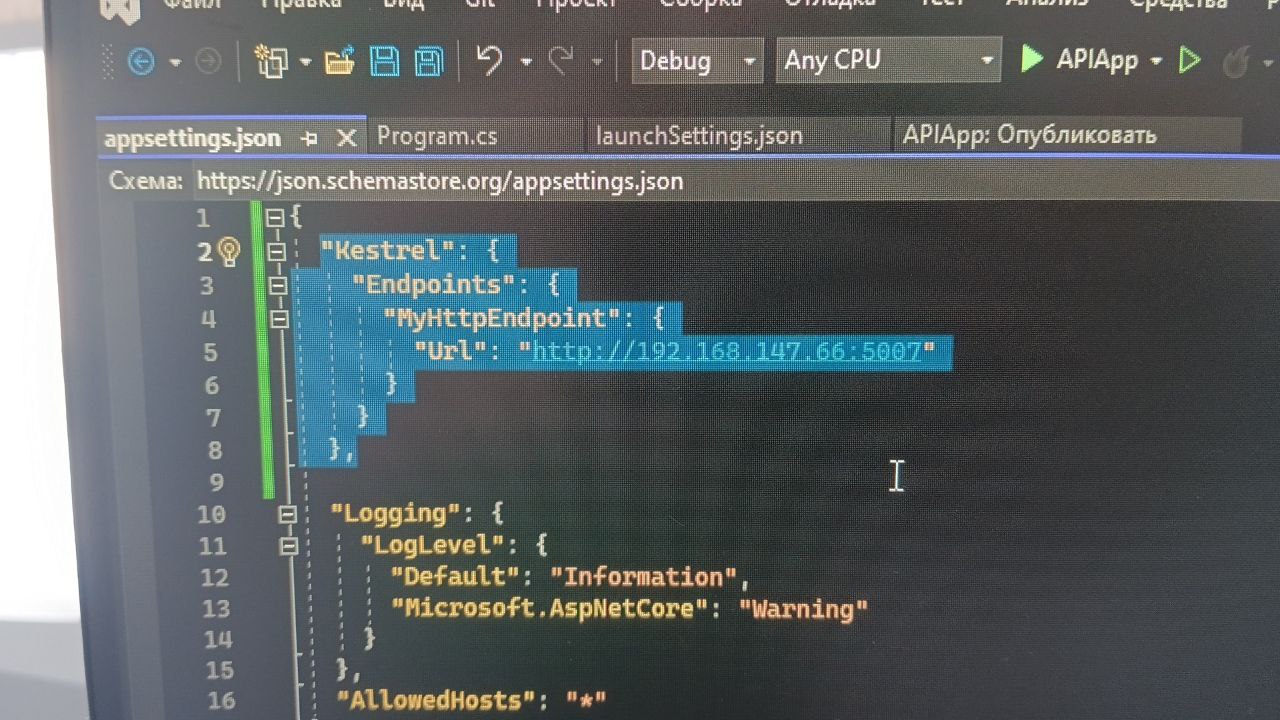 Файл Правка Вид Git Проект Сборка Отладка Тест Анализ Средства
Debug Any CPU APIApp
appsettings.json Program.cs launchSettings.json APIApp: Опубликовать
Схема: https://json.schemastore.org/appsettings.json
1 {
2 "Kestrel": {
3 "Endpoints": {
4 "MyHttpEndpoint": {
5 "Url": "http://192.168.147.66:5007"
6 }
7 }
8 },
9
10 "Logging": {
11 "LogLevel": {
12 "Default": "Information",
13 "Microsoft.AspNetCore": "Warning"
14 }
15 },
16 "AllowedHosts": "*"